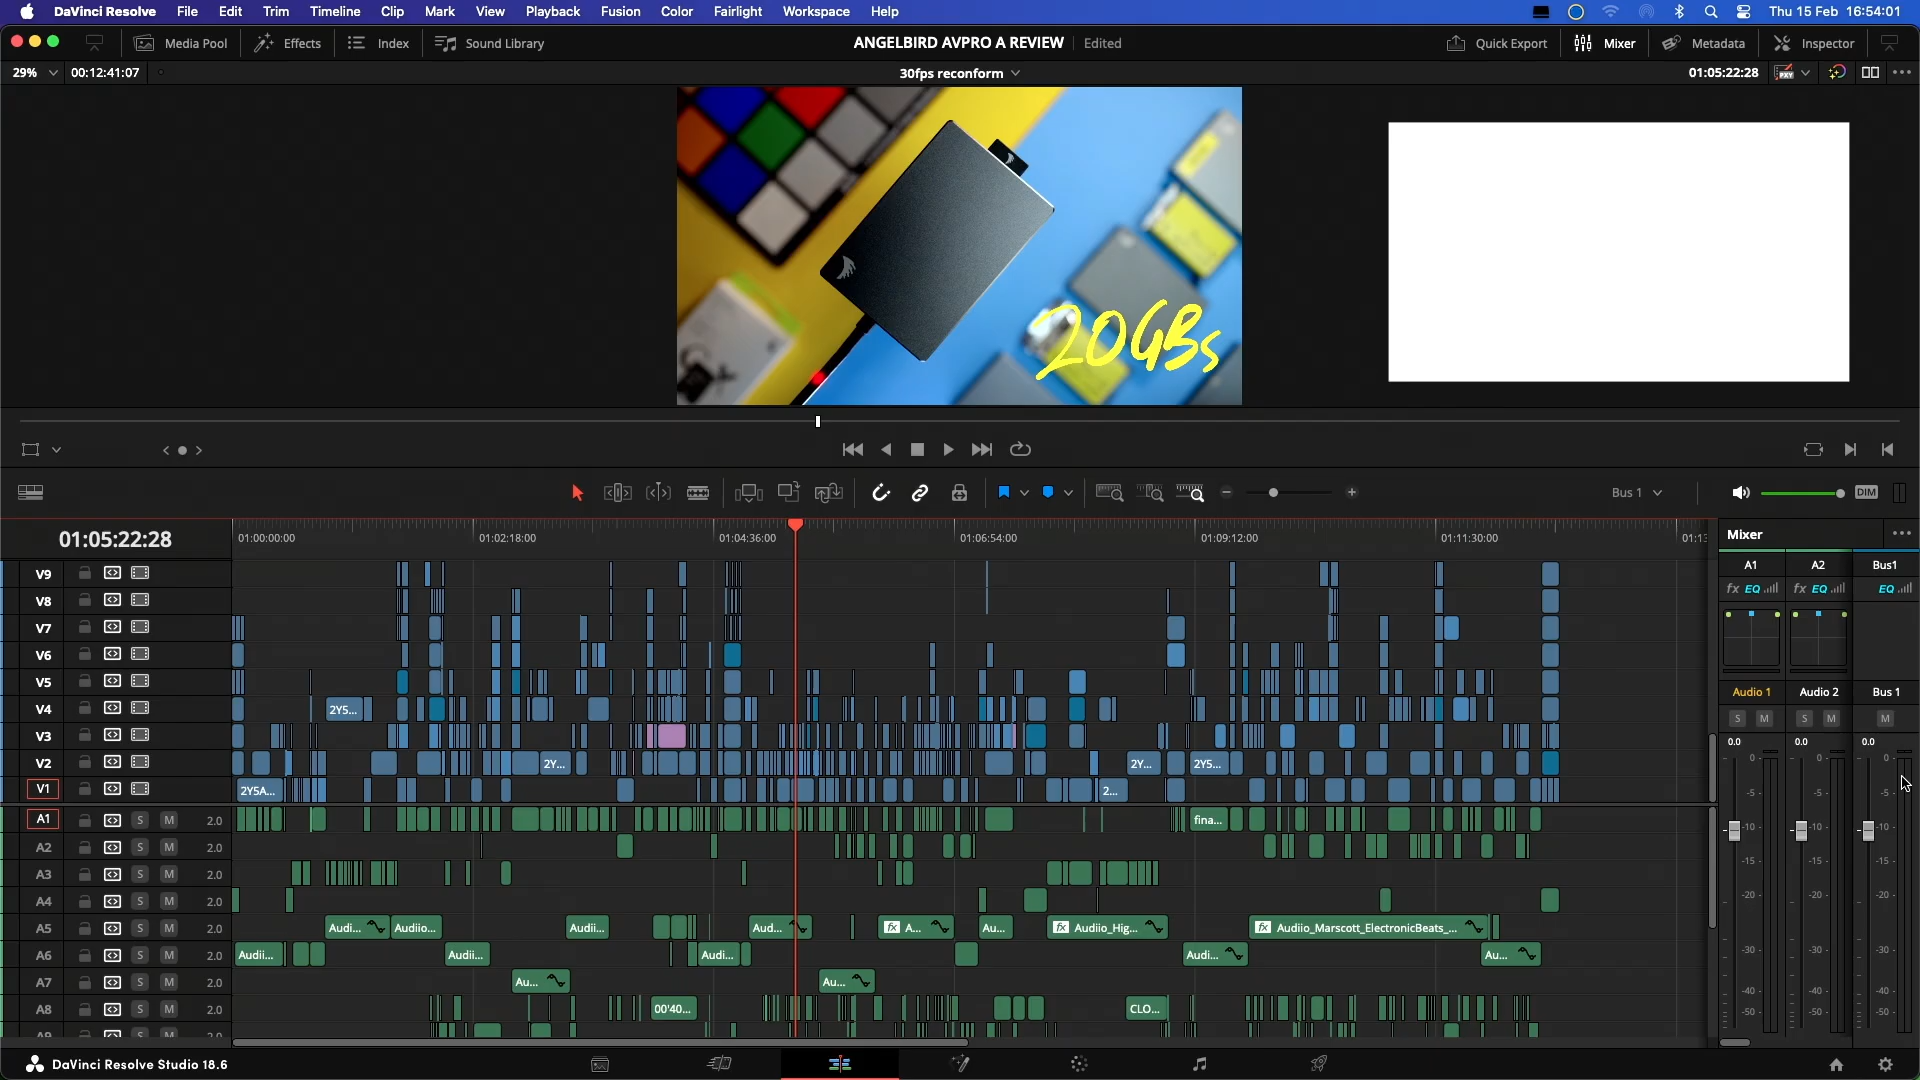 DaVinci Resolve File Edit Trim Timeline Clip Mark View Playback Fusion Color Fairlight Workspace Help Thu 15 Feb 16:54:01
Media Pool Effects Index Sound Library ANGELBIRD AVPRO A REVIEW Edited Quick Export Mixer Metadata Inspector
29% 00:12:41:07 30fps reconform 01:05:22:28
20GBs
Bus 1 DIM
01:05:22:28 01:00:00:00 01:02:18:00 01:04:36:00 01:06:54:00 01:09:12:00 01:11:30:00 Mixer
A1 A2 Bus1
fx EQ fx EQ EQ
V9
V8
V7
V6
V5
V4 2Y5...
V3
V2 2Y... 2Y... 2Y5...
V1 2Y5A... 2...
Audio 1 Audio 2 Bus 1
S M S M M
0.0 0.0 0.0
0 0 0
-5 -5 -5
-10 -10 -10
-15 -15 -15
-20 -20 -20
-30 -30 -30
-40 -40 -40
-50 -50 -50
A1 S M 2.0 fina...
A2 S M 2.0
A3 S M 2.0
A4 S M 2.0
A5 S M 2.0 Audi... Audiio... Audii... Aud... fx A... Au... fx Audiio_Hig... fx Audiio_Marscott_ElectronicBeats_...
A6 S M 2.0 Audii... Audii... Audi... Audi... Au...
A7 S M 2.0 Au... Au...
A8 S M 2.0 00'40... CLO...
A9 S M 2.0
DaVinci Resolve Studio 18.6